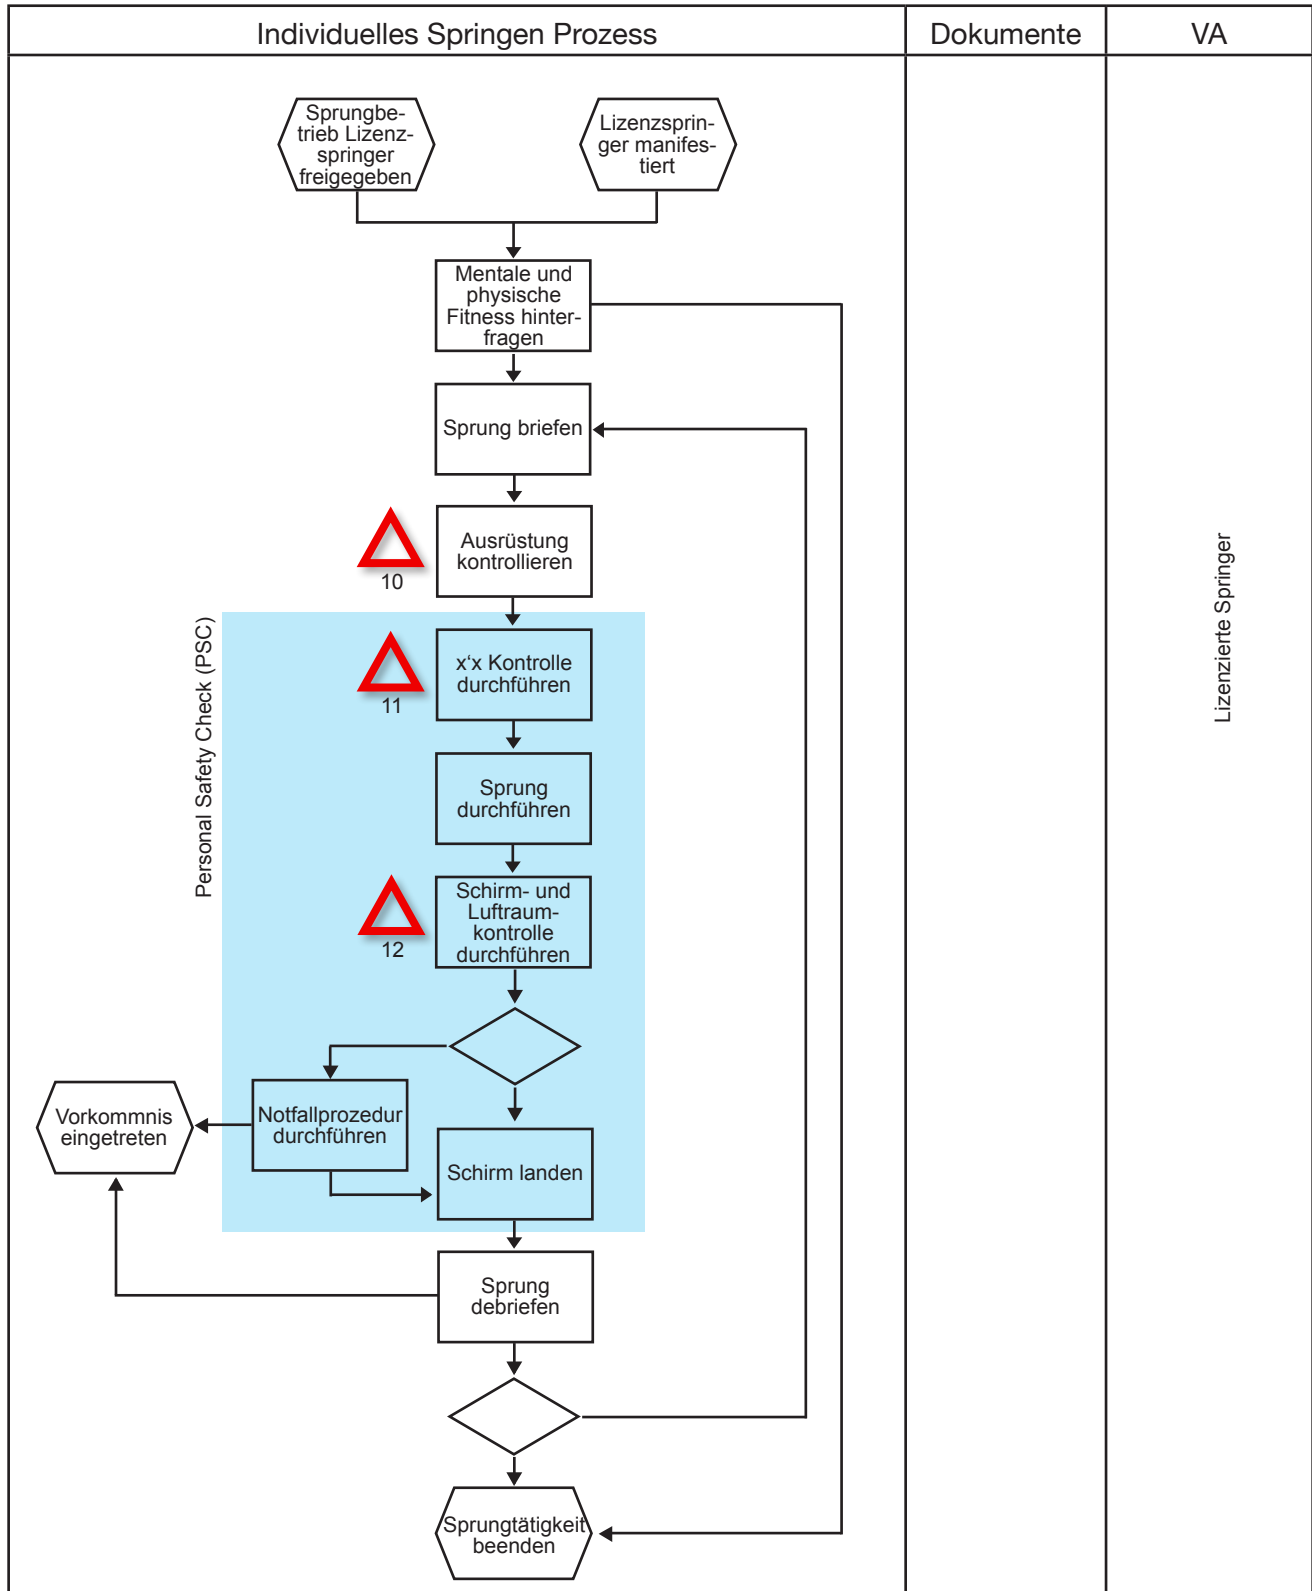 Individuelles Springen Prozess
Dokumente
VA
Sprungbe-
trieb Lizenz-
springer
freigegeben
Lizenzsprin-
ger manifes-
tiert
Mentale und
physische
Fitness hinter-
fragen
Sprung briefen
Ausrüstung
kontrollieren
10
Personal Safety Check (PSC)
x‘x Kontrolle
durchführen
11
Sprung
durchführen
Schirm- und
Luftraum-
kontrolle
durchführen
12
Notfallprozedur
durchführen
Vorkommnis
eingetreten
Schirm landen
Sprung
debriefen
Sprungtätigkeit
beenden
Lizenzierte Springer